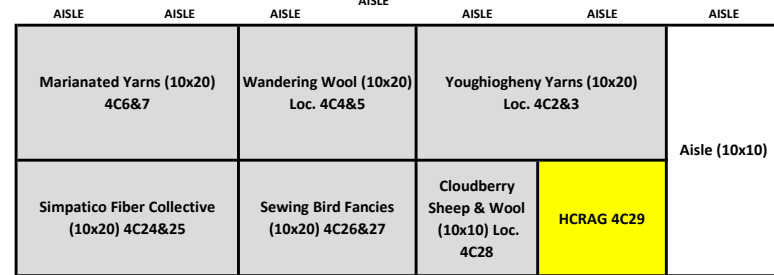 AISLE
AISLE AISLE AISLE AISLE AISLE AISLE
Marianated Yarns (10x20)
4C6&7
Wandering Wool (10x20)
Loc. 4C4&5
Youghiogheny Yarns (10x20)
Loc. 4C2&3
Aisle (10x10)
Simpatico Fiber Collective
(10x20) 4C24&25
Sewing Bird Fancies
(10x20) 4C26&27
Cloudberry
Sheep & Wool
(10x10) Loc.
4C28
HCRAG 4C29